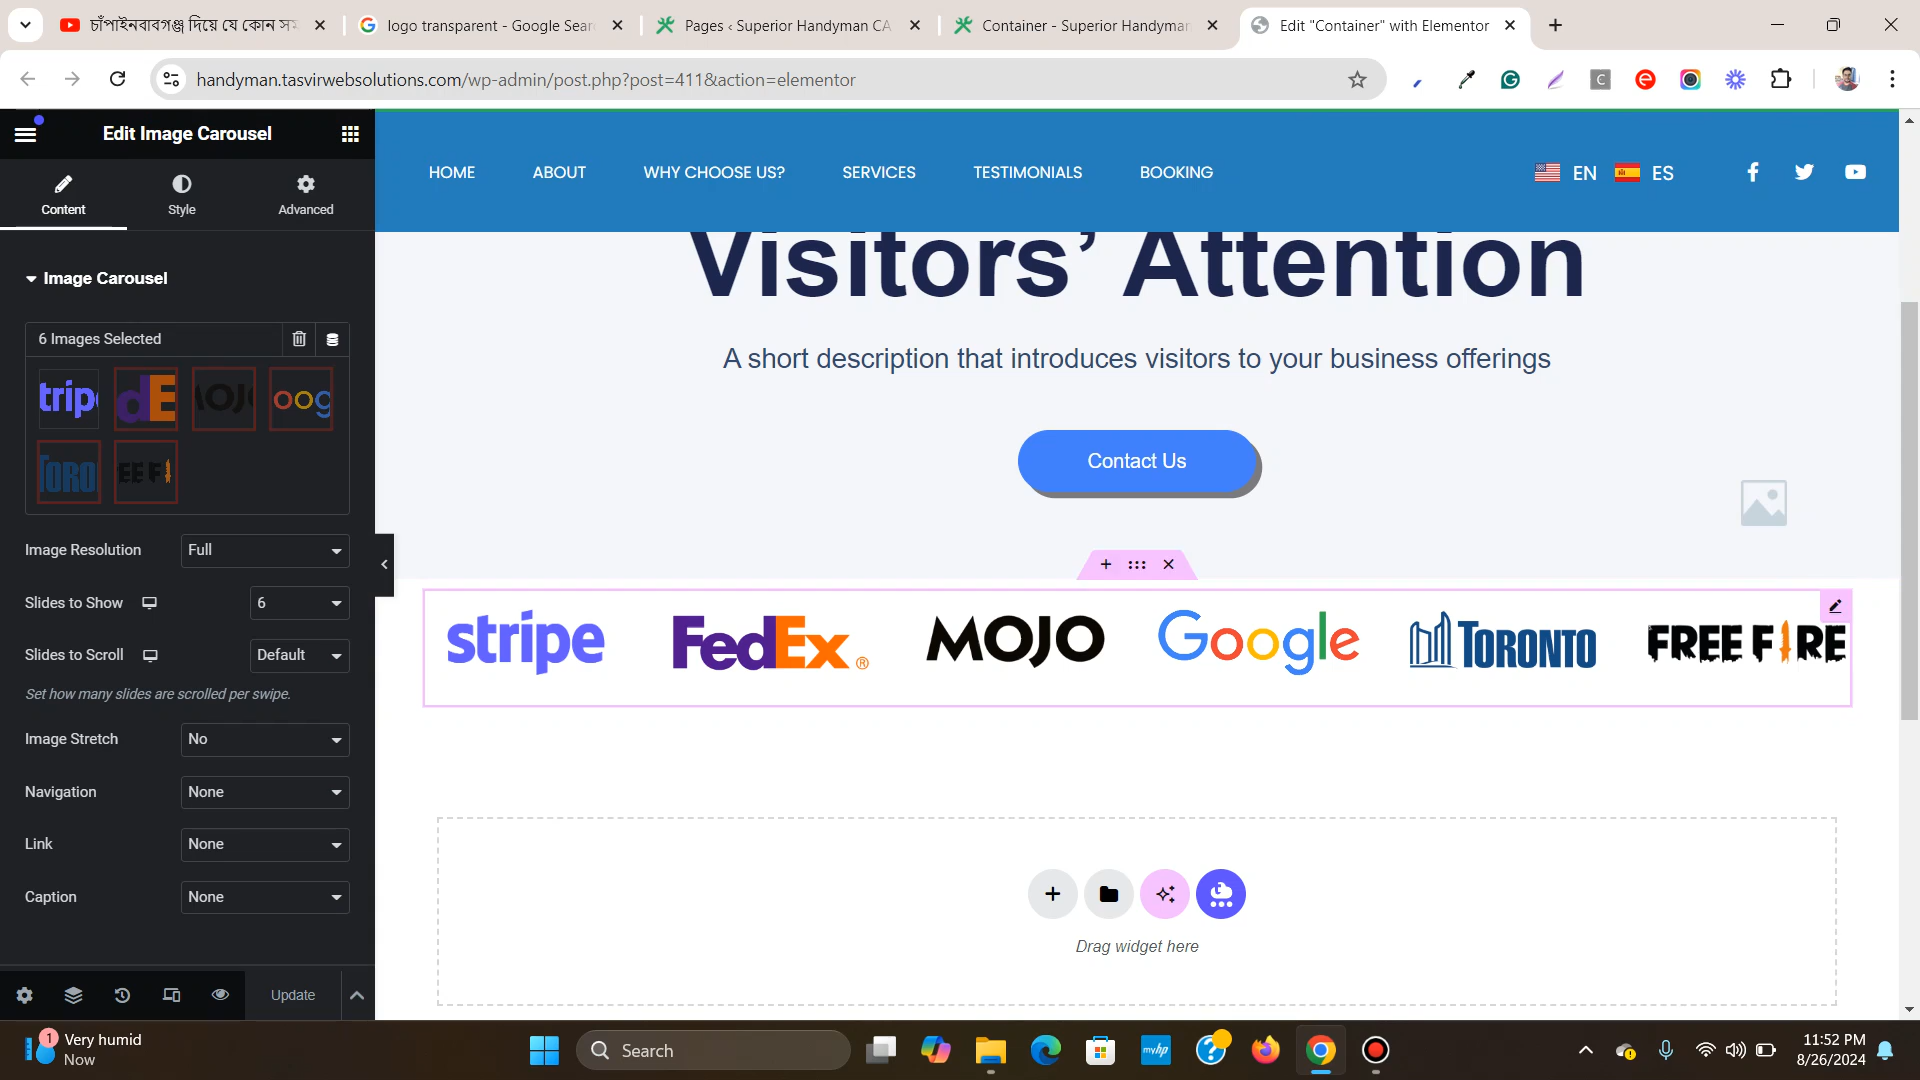 চাঁপাইনবাবগঞ্জ দিয়ে যে কোন সম
logo transparent - Google Sear
Pages ‹ Superior Handyman CA
Container - Superior Handyman
Edit "Container" with Elementor
handyman.tasvirwebsolutions.com/wp-admin/post.php?post=411&action=elementor
Edit Image Carousel
Content
Style
Advanced
HOME
ABOUT
WHY CHOOSE US?
SERVICES
TESTIMONIALS
BOOKING
EN
ES
Image Carousel
6 Images Selected
Image Resolution
Full
Slides to Show
6
Slides to Scroll
Default
Set how many slides are scrolled per swipe.
Image Stretch
No
Navigation
None
Link
None
Caption
None
Update
Visitors’ Attention
A short description that introduces visitors to your business offerings
Contact Us
stripe
FedEx®
MOJO
Google
TORONTO
FREE FIRE
Drag widget here
1
Very humid
Now
Search
myhp
11:52 PM
8/26/2024